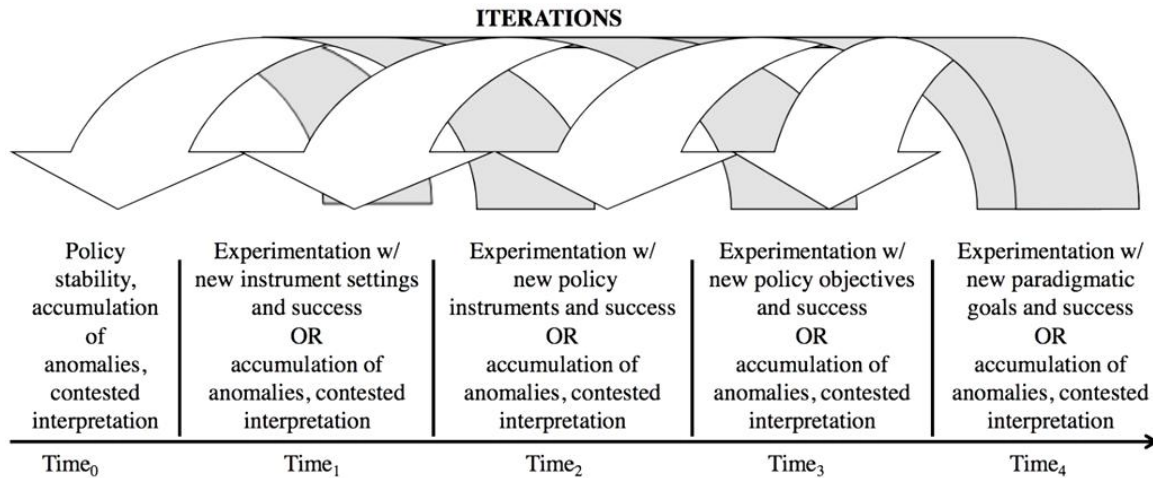 ITERATIONS
Policy
stability,
accumulation
of
anomalies,
contested
interpretation
Experimentation w/
new instrument settings
and success
OR
accumulation of
anomalies, contested
interpretation
Experimentation w/
new policy
instruments and success
OR
accumulation of
anomalies, contested
interpretation
Experimentation w/
new policy objectives
and success
OR
accumulation of
anomalies, contested
interpretation
Experimentation w/
new paradigmatic
goals and success
OR
accumulation of
anomalies, contested
interpretation
Time₀
Time₁
Time₂
Time₃
Time₄